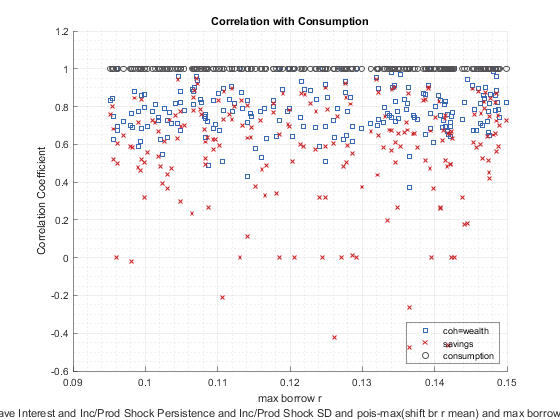 Correlation with Consumption
1.2
1
0.8
0.6
0.4
0.2
0
-0.2
-0.4
-0.6
Correlation Coefficient
0.09
0.1
0.11
0.12
0.13
0.14
0.15
coh=wealth
savings
consumption
max borrow r
ave Interest and Inc/Prod Shock Persistence and Inc/Prod Shock SD and pois-max(shift br r mean) and max borrow